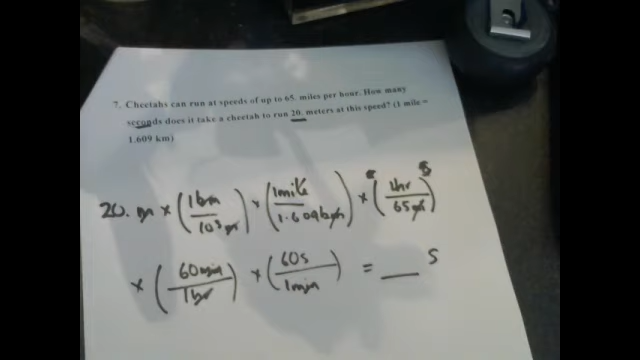 7. Cheetahs can run at speeds of up to 65. miles per hour. How many
seconds does it take a cheetah to run 20. meters at this speed? (1 mile =
1.609 km)
20. m × (1km / 10³ m) × (1mile / 1.609km) × (1hr / 65mi)
× (60min / 1hr) × (60s / 1min) = ___ s